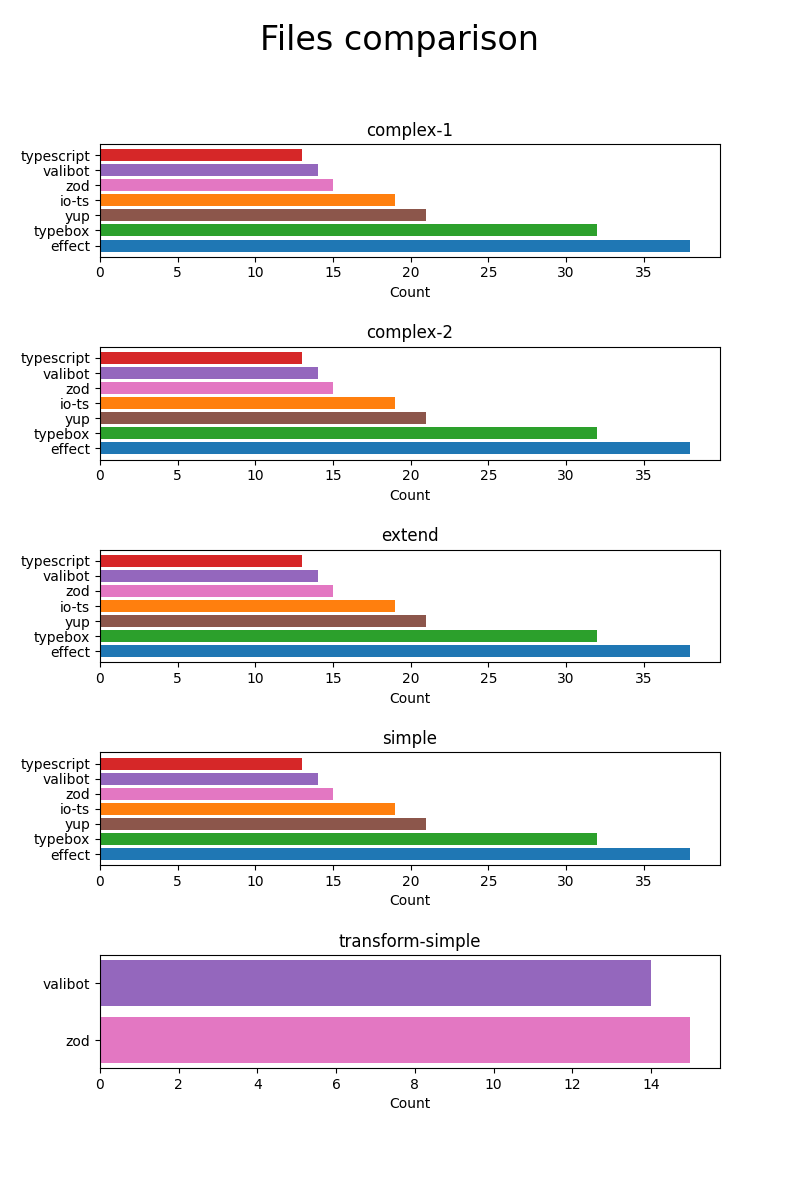 Files comparison
complex-1
typescript
valibot
zod
io-ts
yup
typebox
effect
0 5 10 15 20 25 30 35
Count
complex-2
typescript
valibot
zod
io-ts
yup
typebox
effect
0 5 10 15 20 25 30 35
Count
extend
typescript
valibot
zod
io-ts
yup
typebox
effect
0 5 10 15 20 25 30 35
Count
simple
typescript
valibot
zod
io-ts
yup
typebox
effect
0 5 10 15 20 25 30 35
Count
transform-simple
valibot
zod
0 2 4 6 8 10 12 14
Count